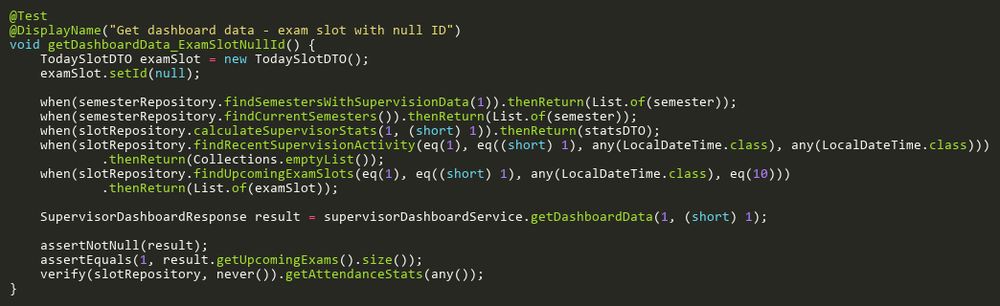 @Test
@DisplayName("Get dashboard data - exam slot with null ID")
void getDashboardData_ExamSlotNullId() {
    TodaySlotDTO examSlot = new TodaySlotDTO();
    examSlot.setId(null);

    when(semesterRepository.findSemestersWithSupervisionData(1)).thenReturn(List.of(semester));
    when(semesterRepository.findCurrentSemesters()).thenReturn(List.of(semester));
    when(slotRepository.calculateSupervisorStats(1, (short) 1)).thenReturn(statsDTO);
    when(slotRepository.findRecentSupervisionActivity(eq(1), eq((short) 1), any(LocalDateTime.class), any(LocalDateTime.class)))
            .thenReturn(Collections.emptyList());
    when(slotRepository.findUpcomingExamSlots(eq(1), eq((short) 1), any(LocalDateTime.class), eq(10)))
            .thenReturn(List.of(examSlot));

    SupervisorDashboardResponse result = supervisorDashboardService.getDashboardData(1, (short) 1);

    assertNotNull(result);
    assertEquals(1, result.getUpcomingExams().size());
    verify(slotRepository, never()).getAttendanceStats(any());
}